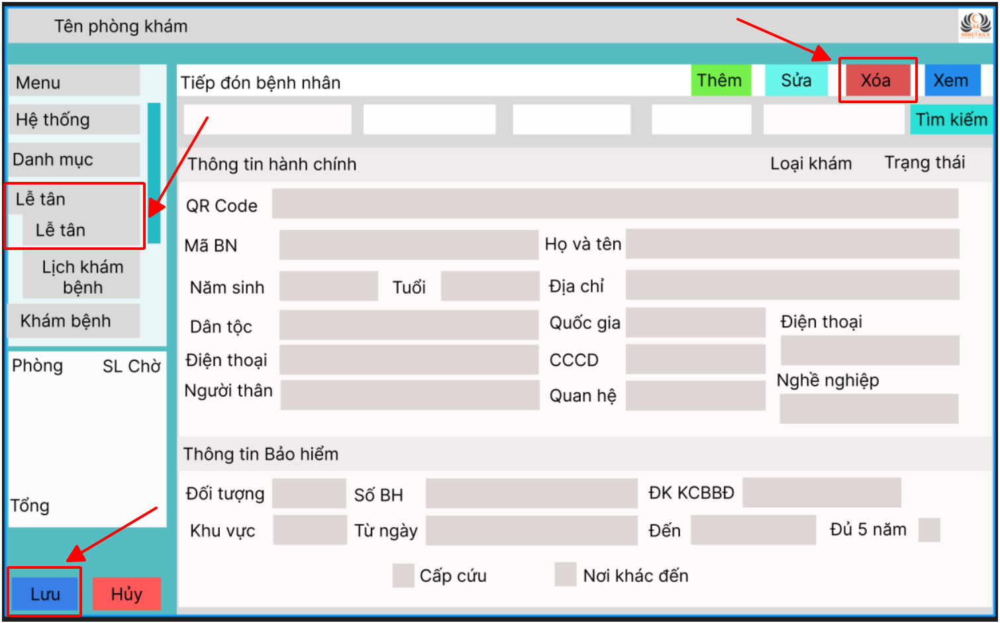 Tên phòng khám
NINETAILS
Menu
Hệ thống
Danh mục
Lễ tân
Lễ tân
Lịch khám
bệnh
Khám bệnh
Phòng SL Chờ
Tổng
Lưu Hủy
Tiếp đón bệnh nhân Thêm Sửa Xóa Xem
Tìm kiếm
Thông tin hành chính Loại khám Trạng thái
QR Code
Mã BN Họ và tên
Năm sinh Tuổi Địa chỉ
Dân tộc Quốc gia Điện thoại
Điện thoại CCCD
Người thân Quan hệ Nghề nghiệp
Thông tin Bảo hiểm
Đối tượng Số BH ĐK KCBBĐ
Khu vực Từ ngày Đến Đủ 5 năm
Cấp cứu Nơi khác đến